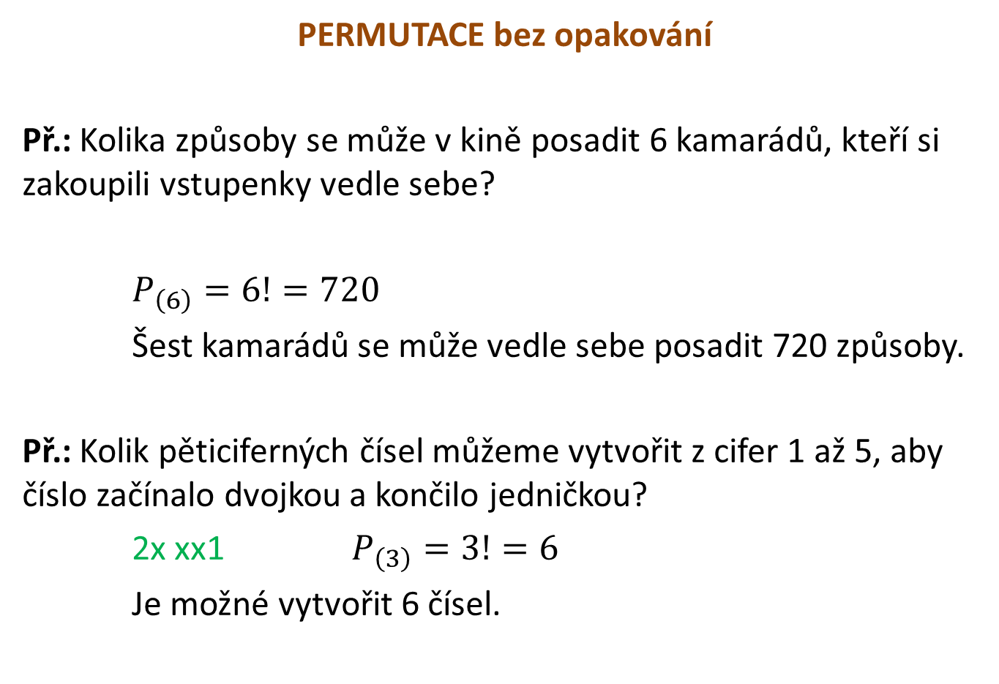 PERMUTACE bez opakování
Př.: Kolika způsoby se může v kině posadit 6 kamarádů, kteří si
zakoupili vstupenky vedle sebe?
P(6) = 6! = 720
Šest kamarádů se může vedle sebe posadit 720 způsoby.
Př.: Kolik pěticiferných čísel můžeme vytvořit z cifer 1 až 5, aby
číslo začínalo dvojkou a končilo jedničkou?
2x xx1 P(3) = 3! = 6
Je možné vytvořit 6 čísel.